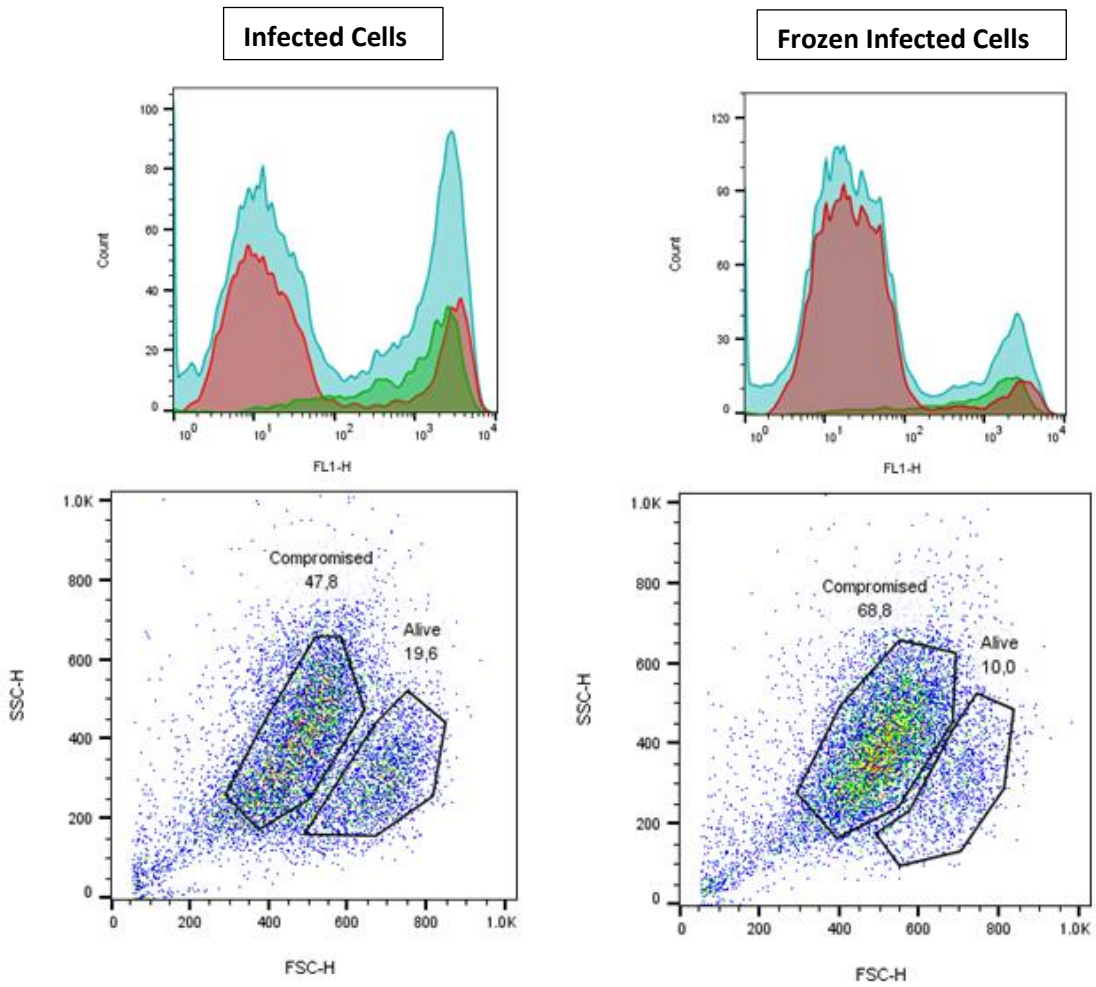 Infected Cells
Frozen Infected Cells
100
80
60
40
20
0
Count
10^0
10^1
10^2
10^3
10^4
FL1-H
120
90
60
30
0
Count
10^0
10^1
10^2
10^3
10^4
FL1-H
1.0K
800
600
400
200
0
SSC-H
Compromised
47,8
Alive
19,6
0
200
400
600
800
1.0K
FSC-H
1.0K
800
600
400
200
0
SSC-H
Compromised
68,8
Alive
10,0
0
200
400
600
800
1.0K
FSC-H